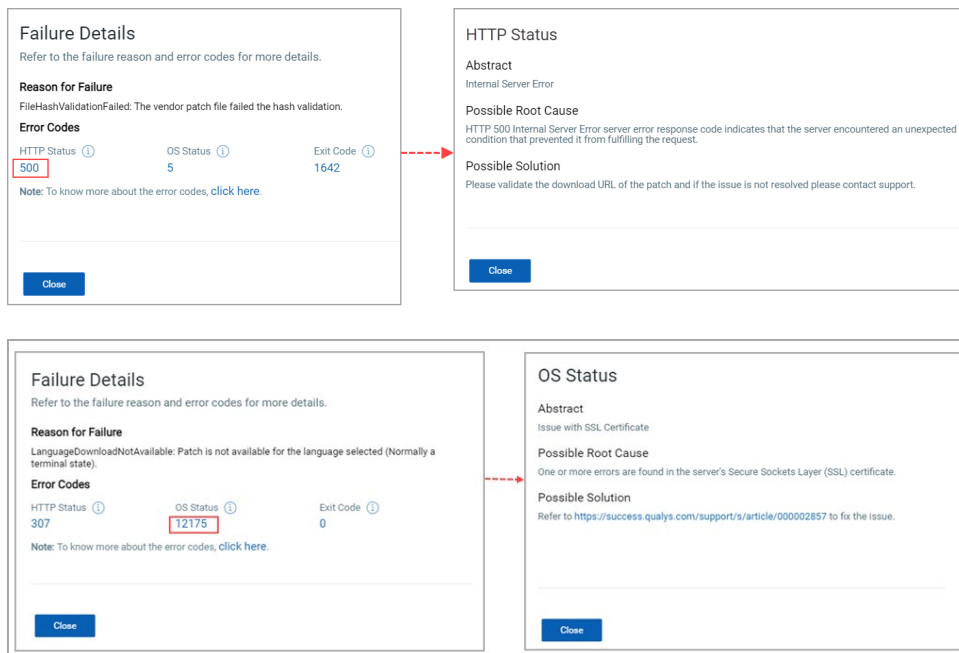 Failure Details
Refer to the failure reason and error codes for more details.
Reason for Failure
FileHashValidationFailed: The vendor patch file failed the hash validation.
Error Codes
HTTP Status i OS Status i Exit Code i
500 5 1642
Note: To know more about the error codes, click here.
Close
HTTP Status
Abstract
Internal Server Error
Possible Root Cause
HTTP 500 Internal Server Error server error response code indicates that the server encountered an unexpected
condition that prevented it from fulfilling the request.
Possible Solution
Please validate the download URL of the patch and if the issue is not resolved please contact support.
Close
Failure Details
Refer to the failure reason and error codes for more details.
Reason for Failure
LanguageDownloadNotAvailable: Patch is not available for the language selected (Normally a
terminal state).
Error Codes
HTTP Status i OS Status i Exit Code i
307 12175 0
Note: To know more about the error codes, click here.
Close
OS Status
Abstract
Issue with SSL Certificate
Possible Root Cause
One or more errors are found in the server's Secure Sockets Layer (SSL) certificate.
Possible Solution
Refer to https://success.qualys.com/support/s/article/000002857 to fix the issue.
Close